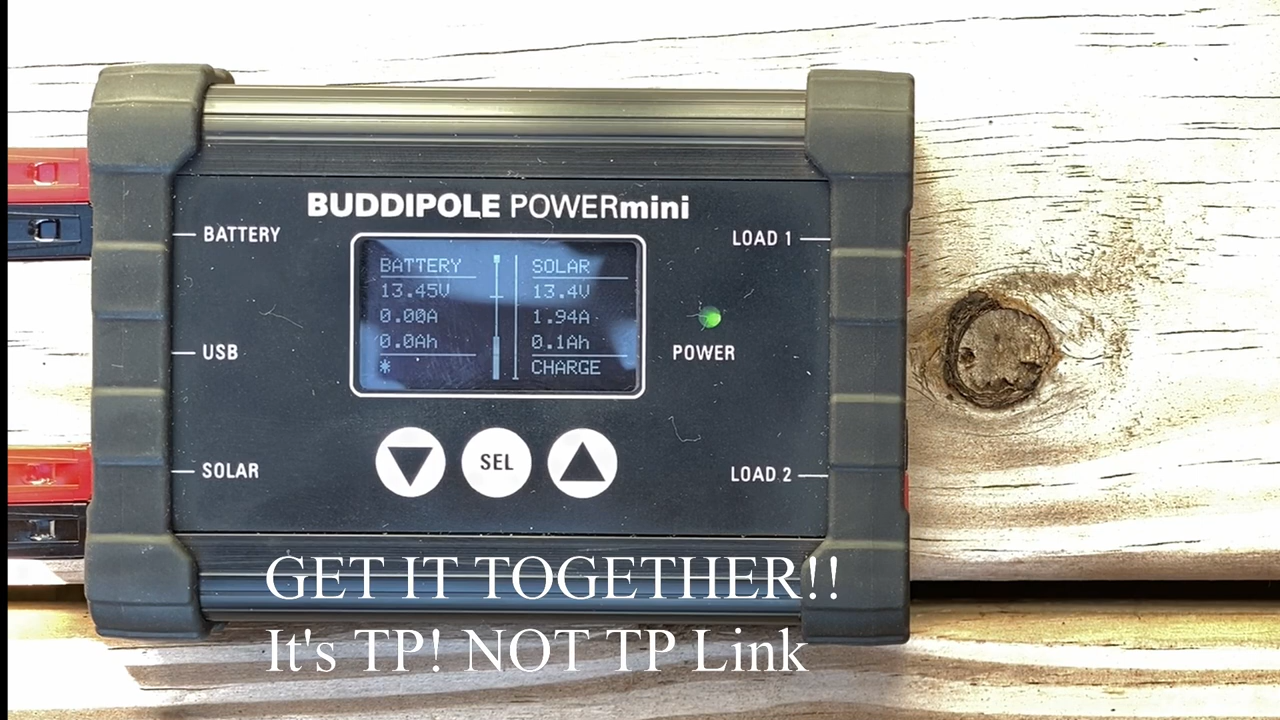 BUDDIPOLE POWERmini
BATTERY
LOAD 1
BATTERY
13.45V
0.00A
0.0Ah
*
SOLAR
13.4V
1.94A
0.1Ah
CHARGE
USB
POWER
SOLAR
SEL
LOAD 2
GET IT TOGETHER!!
It's TP! NOT TP Link